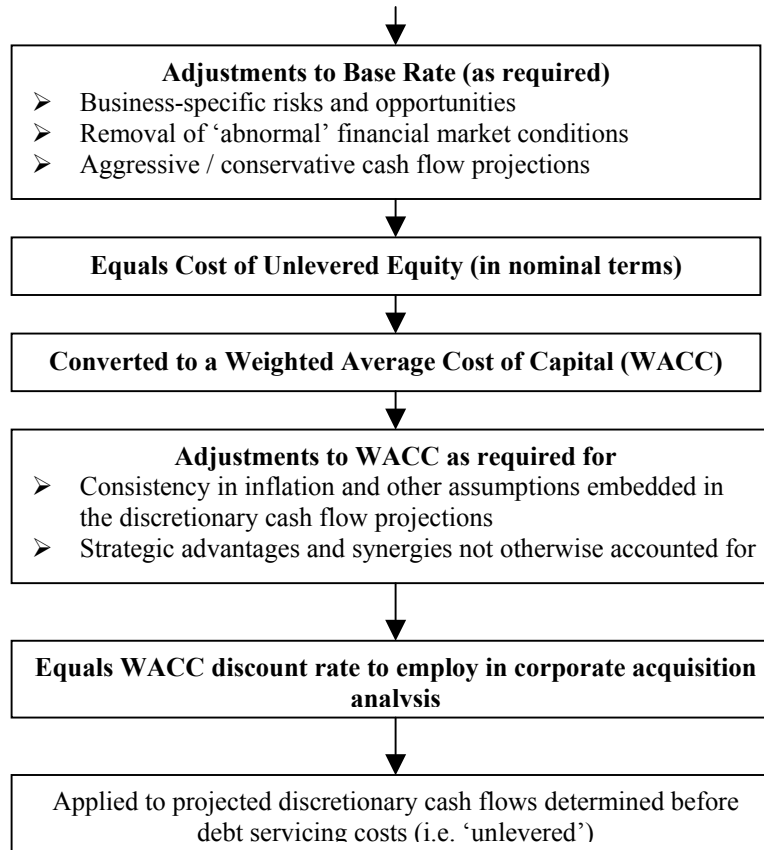 Adjustments to Base Rate (as required)
➢ Business-specific risks and opportunities
➢ Removal of ‘abnormal’ financial market conditions
➢ Aggressive / conservative cash flow projections
Equals Cost of Unlevered Equity (in nominal terms)
Converted to a Weighted Average Cost of Capital (WACC)
Adjustments to WACC as required for
➢ Consistency in inflation and other assumptions embedded in
the discretionary cash flow projections
➢ Strategic advantages and synergies not otherwise accounted for
Equals WACC discount rate to employ in corporate acquisition
analysis
Applied to projected discretionary cash flows determined before
debt servicing costs (i.e. ‘unlevered’)